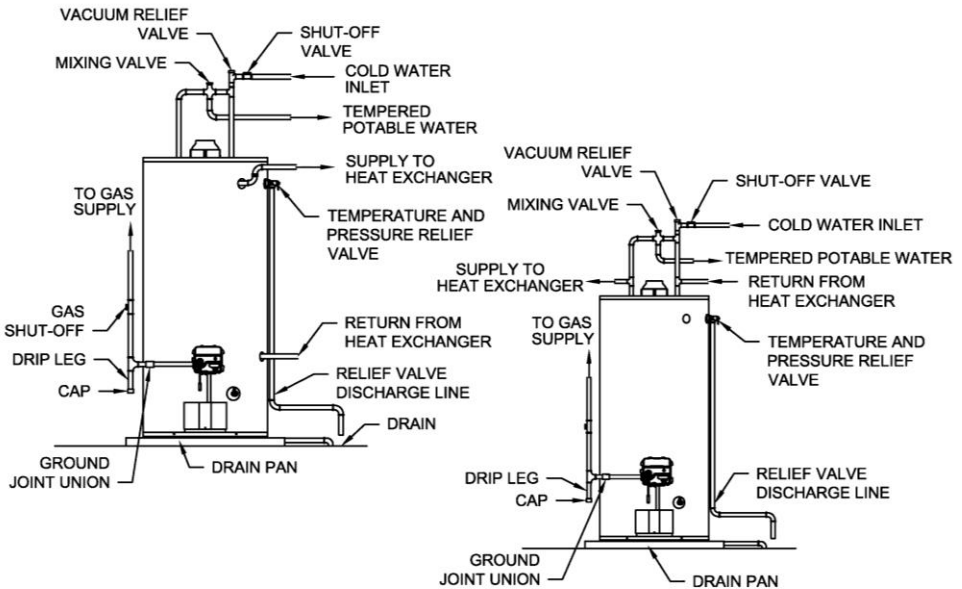 VACUUM RELIEF
VALVE
SHUT-OFF
VALVE
MIXING VALVE
COLD WATER
INLET
TEMPERED
POTABLE WATER
SUPPLY TO
HEAT EXCHANGER
TO GAS
SUPPLY
TEMPERATURE AND
PRESSURE RELIEF
VALVE
GAS
SHUT-OFF
RETURN FROM
HEAT EXCHANGER
DRIP LEG
CAP
RELIEF VALVE
DISCHARGE LINE
DRAIN
GROUND
JOINT UNION
DRAIN PAN
VACUUM RELIEF
VALVE
SHUT-OFF VALVE
MIXING VALVE
COLD WATER INLET
TEMPERED POTABLE WATER
SUPPLY TO
HEAT EXCHANGER
RETURN FROM
HEAT EXCHANGER
TO GAS
SUPPLY
TEMPERATURE AND
PRESSURE RELIEF
VALVE
DRIP LEG
CAP
RELIEF VALVE
DISCHARGE LINE
GROUND
JOINT UNION
DRAIN PAN